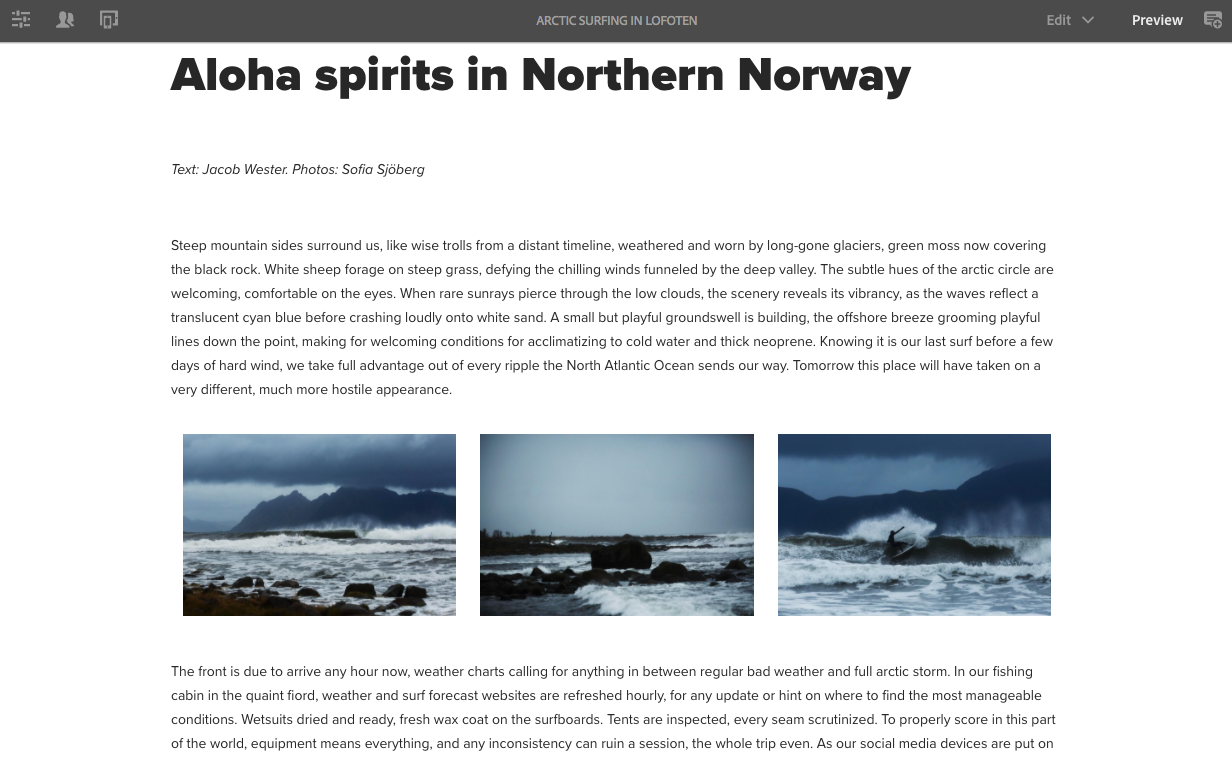 ARCTIC SURFING IN LOFOTEN
Edit
Preview
Aloha spirits in Northern Norway
Text: Jacob Wester. Photos: Sofia Sjöberg
Steep mountain sides surround us, like wise trolls from a distant timeline, weathered and worn by long-gone glaciers, green moss now covering
the black rock. White sheep forage on steep grass, defying the chilling winds funneled by the deep valley. The subtle hues of the arctic circle are
welcoming, comfortable on the eyes. When rare sunrays pierce through the low clouds, the scenery reveals its vibrancy, as the waves reflect a
translucent cyan blue before crashing loudly onto white sand. A small but playful groundswell is building, the offshore breeze grooming playful
lines down the point, making for welcoming conditions for acclimatizing to cold water and thick neoprene. Knowing it is our last surf before a few
days of hard wind, we take full advantage out of every ripple the North Atlantic Ocean sends our way. Tomorrow this place will have taken on a
very different, much more hostile appearance.
The front is due to arrive any hour now, weather charts calling for anything in between regular bad weather and full arctic storm. In our fishing
cabin in the quaint fiord, weather and surf forecast websites are refreshed hourly, for any update or hint on where to find the most manageable
conditions. Wetsuits dried and ready, fresh wax coat on the surfboards. Tents are inspected, every seam scrutinized. To properly score in this part
of the world, equipment means everything, and any inconsistency can ruin a session, the whole trip even. As our social media devices are put on